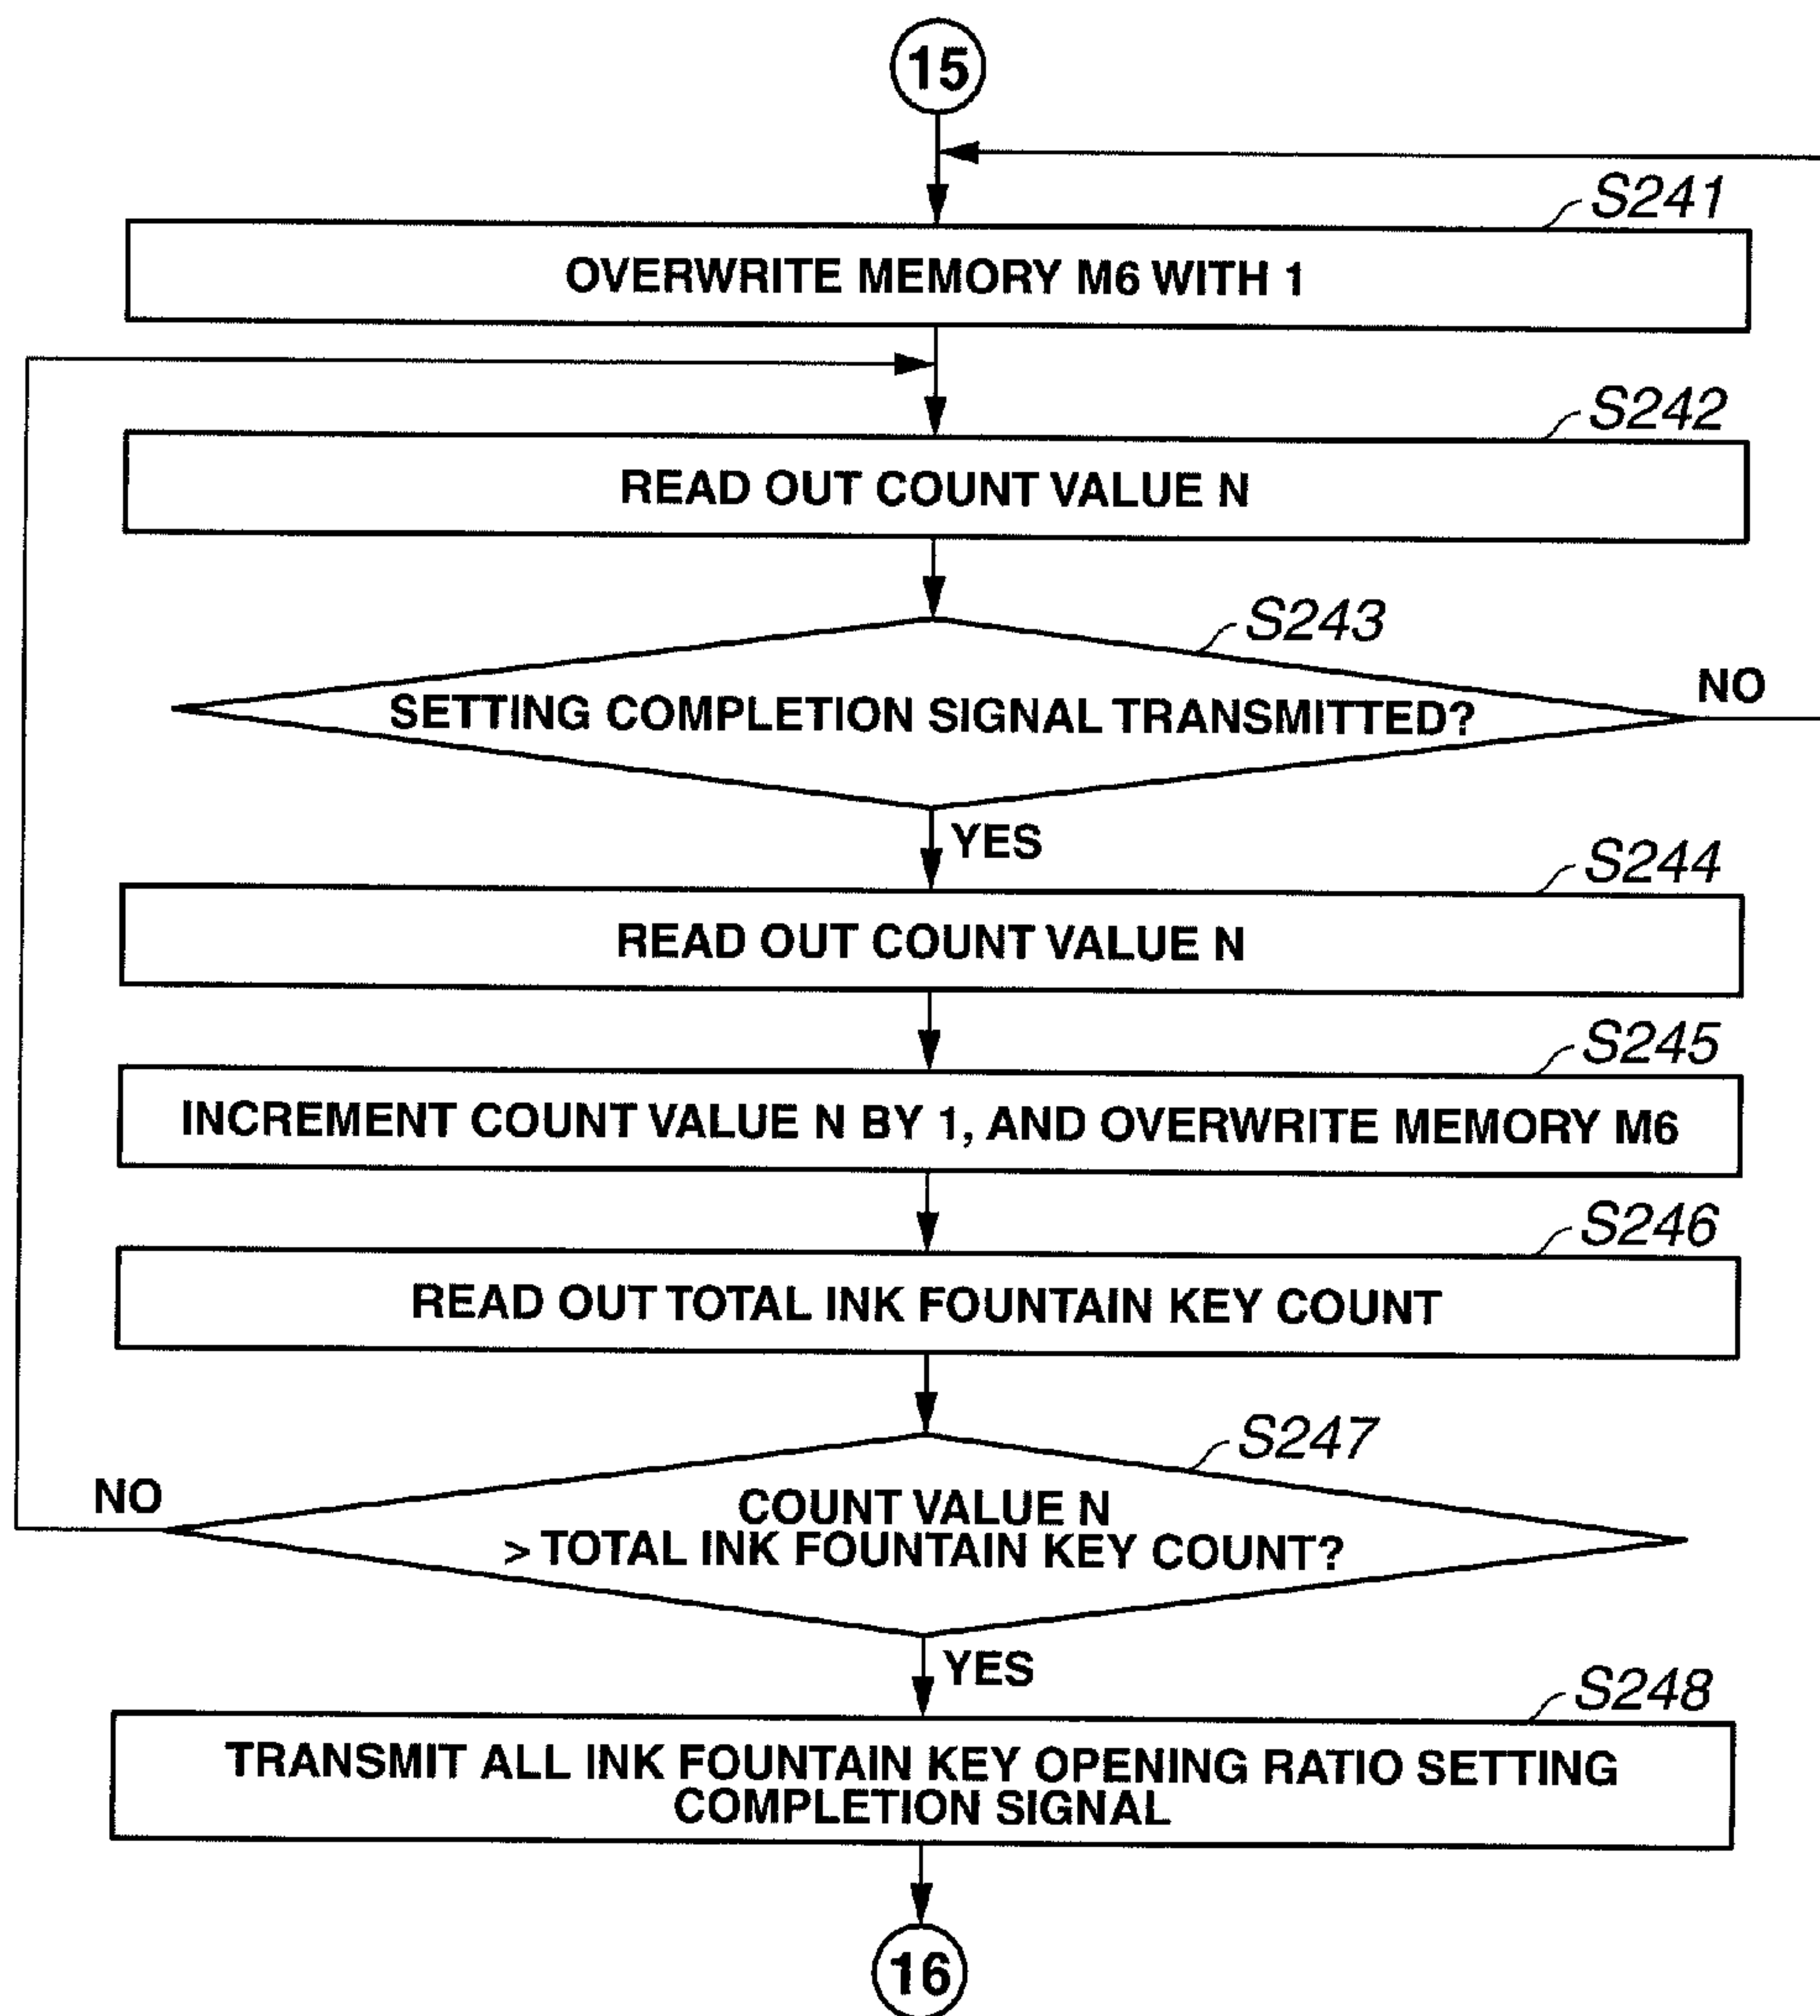 15
S241
OVERWRITE MEMORY M6 WITH 1
S242
READ OUT COUNT VALUE N
S243
SETTING COMPLETION SIGNAL TRANSMITTED?
NO
YES
S244
READ OUT COUNT VALUE N
S245
INCREMENT COUNT VALUE N BY 1, AND OVERWRITE MEMORY M6
S246
READ OUT TOTAL INK FOUNTAIN KEY COUNT
S247
NO
COUNT VALUE N
> TOTAL INK FOUNTAIN KEY COUNT?
YES
S248
TRANSMIT ALL INK FOUNTAIN KEY OPENING RATIO SETTING
COMPLETION SIGNAL
16